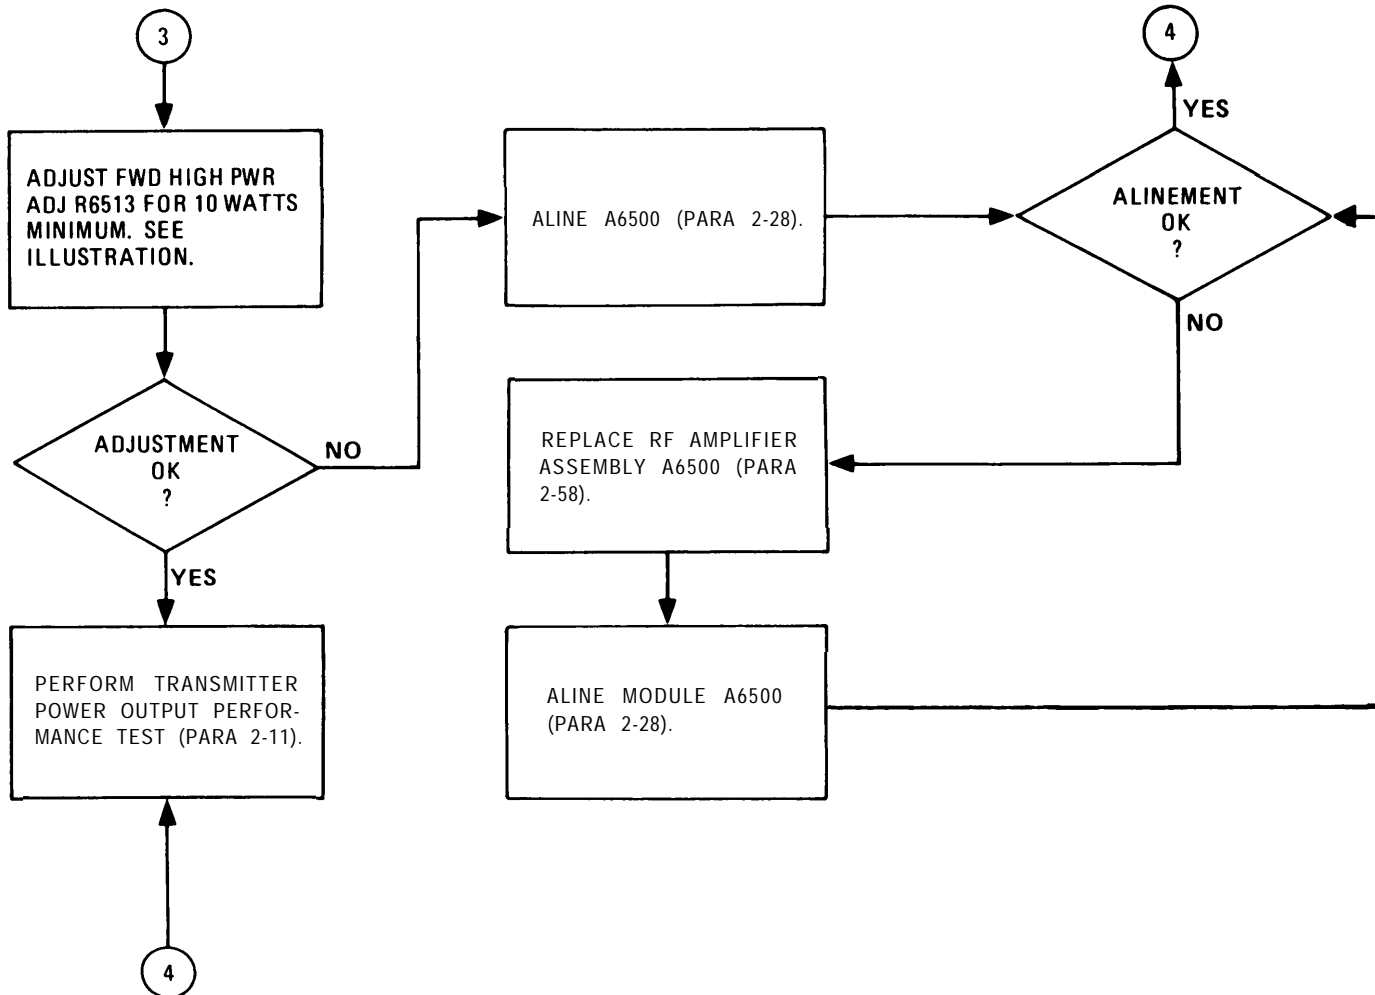 3
ADJUST FWD HIGH PWR
ADJ R6513 FOR 10 WATTS
MINIMUM. SEE
ILLUSTRATION.
ADJUSTMENT
OK
?
NO
YES
PERFORM TRANSMITTER
POWER OUTPUT PERFOR-
MANCE TEST (PARA 2-11).
4
ALINE A6500 (PARA 2-28).
4
YES
ALINEMENT
OK
?
NO
REPLACE RF AMPLIFIER
ASSEMBLY A6500 (PARA
2-58).
ALINE MODULE A6500
(PARA 2-28).